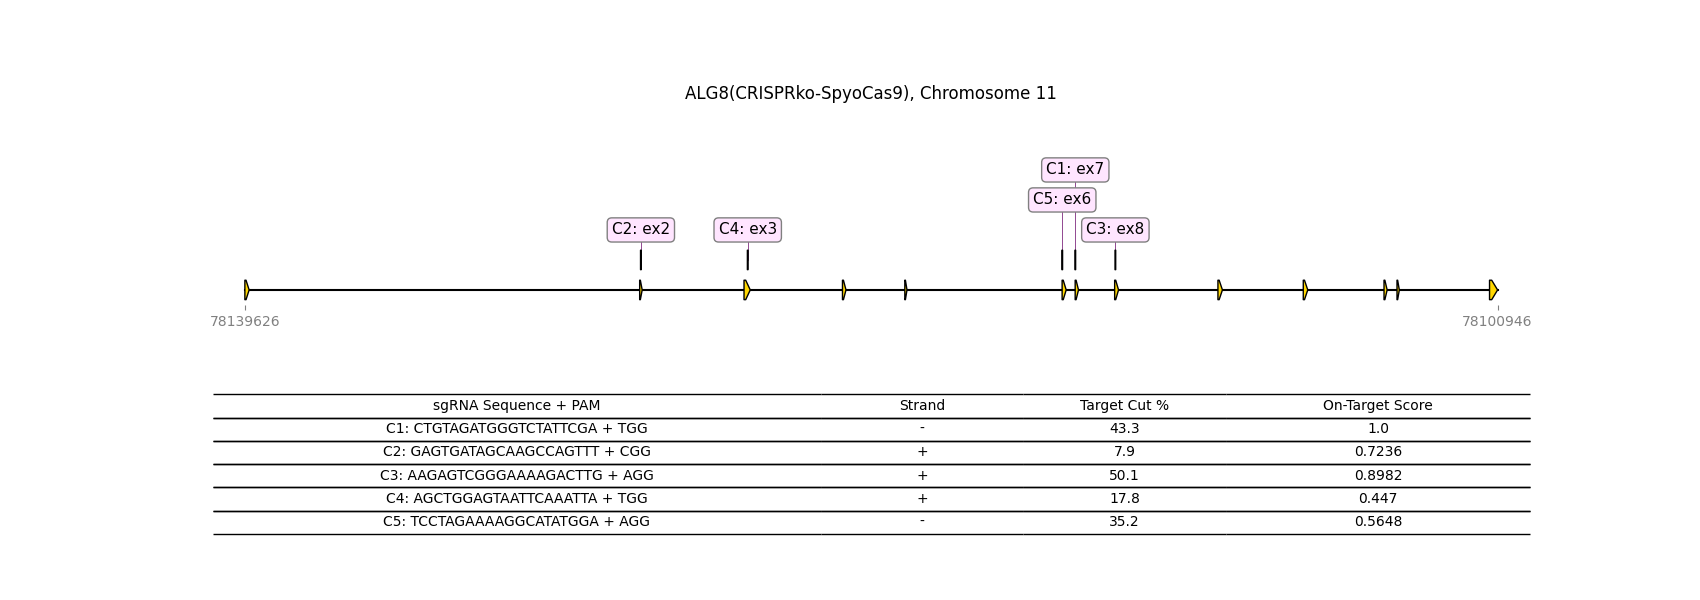 ALG8(CRISPRko-SpyoCas9), Chromosome 11
C1: ex7
C5: ex6
C2: ex2 C4: ex3 C3: ex8
78139626 78100946
sgRNA Sequence + PAM Strand Target Cut % On-Target Score
C1: CTGTAGATGGGTCTATTCGA + TGG - 43.3 1.0
C2: GAGTGATAGCAAGCCAGTTT + CGG + 7.9 0.7236
C3: AAGAGTCGGGAAAAGACTTG + AGG + 50.1 0.8982
C4: AGCTGGAGTAATTCAAATTA + TGG + 17.8 0.447
C5: TCCTAGAAAAGGCATATGGA + AGG - 35.2 0.5648